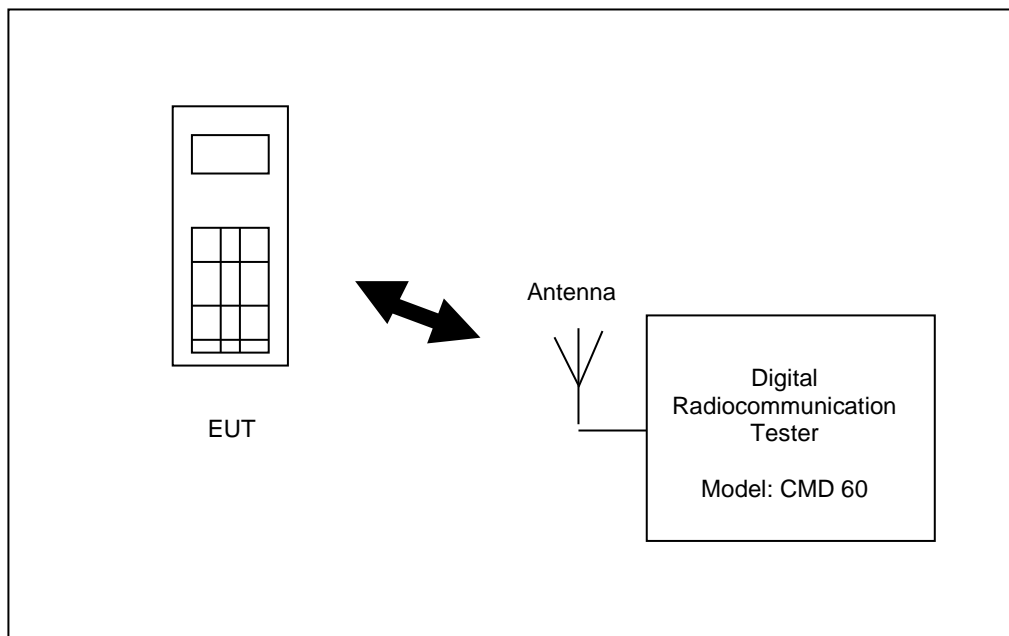 EUT
Antenna
Digital
Radiocommunication
Tester
Model: CMD 60